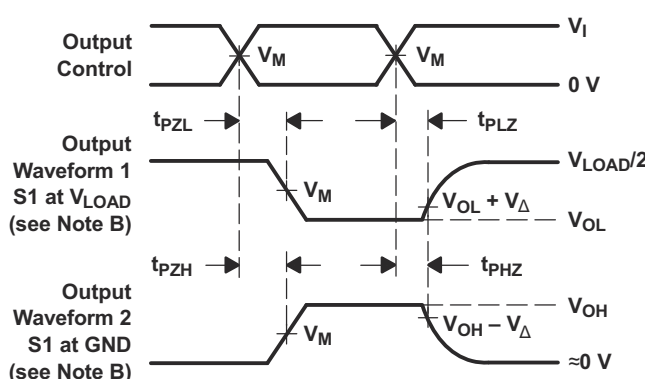 Output
Control
V_M
V_M
V_I
0 V
t_PZL
t_PLZ
Output
Waveform 1
S1 at V_LOAD
(see Note B)
V_M
V_LOAD/2
V_OL + V_Δ
V_OL
t_PZH
t_PHZ
Output
Waveform 2
S1 at GND
(see Note B)
V_M
V_OH
V_OH − V_Δ
≈0 V